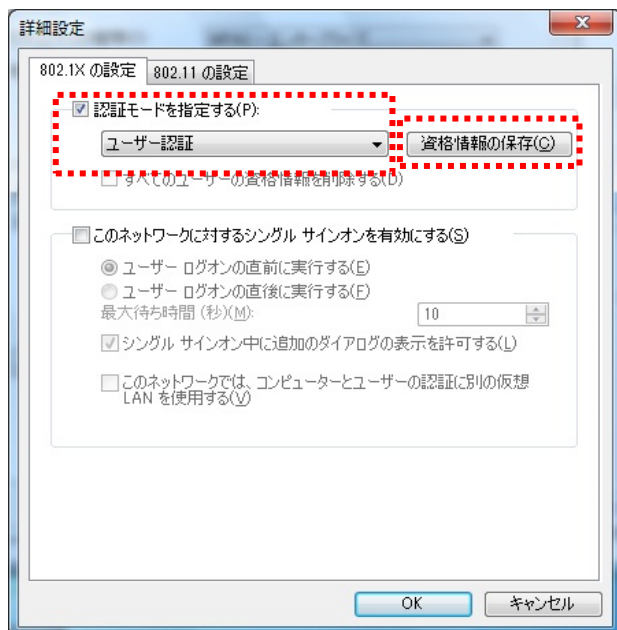 詳細設定
802.1X の設定
802.11 の設定
認証モードを指定する(P):
ユーザー認証
資格情報の保存(C)
すべてのユーザーの資格情報を削除する(D)
このネットワークに対するシングル サインオンを有効にする(S)
ユーザー ログオンの直前に実行する(E)
ユーザー ログオンの直後に実行する(F)
最大待ち時間 (秒)(M):
10
シングル サインオン中に追加のダイアログの表示を許可する(L)
このネットワークでは、コンピューターとユーザーの認証に別の仮想
LAN を使用する(V)
OK
キャンセル